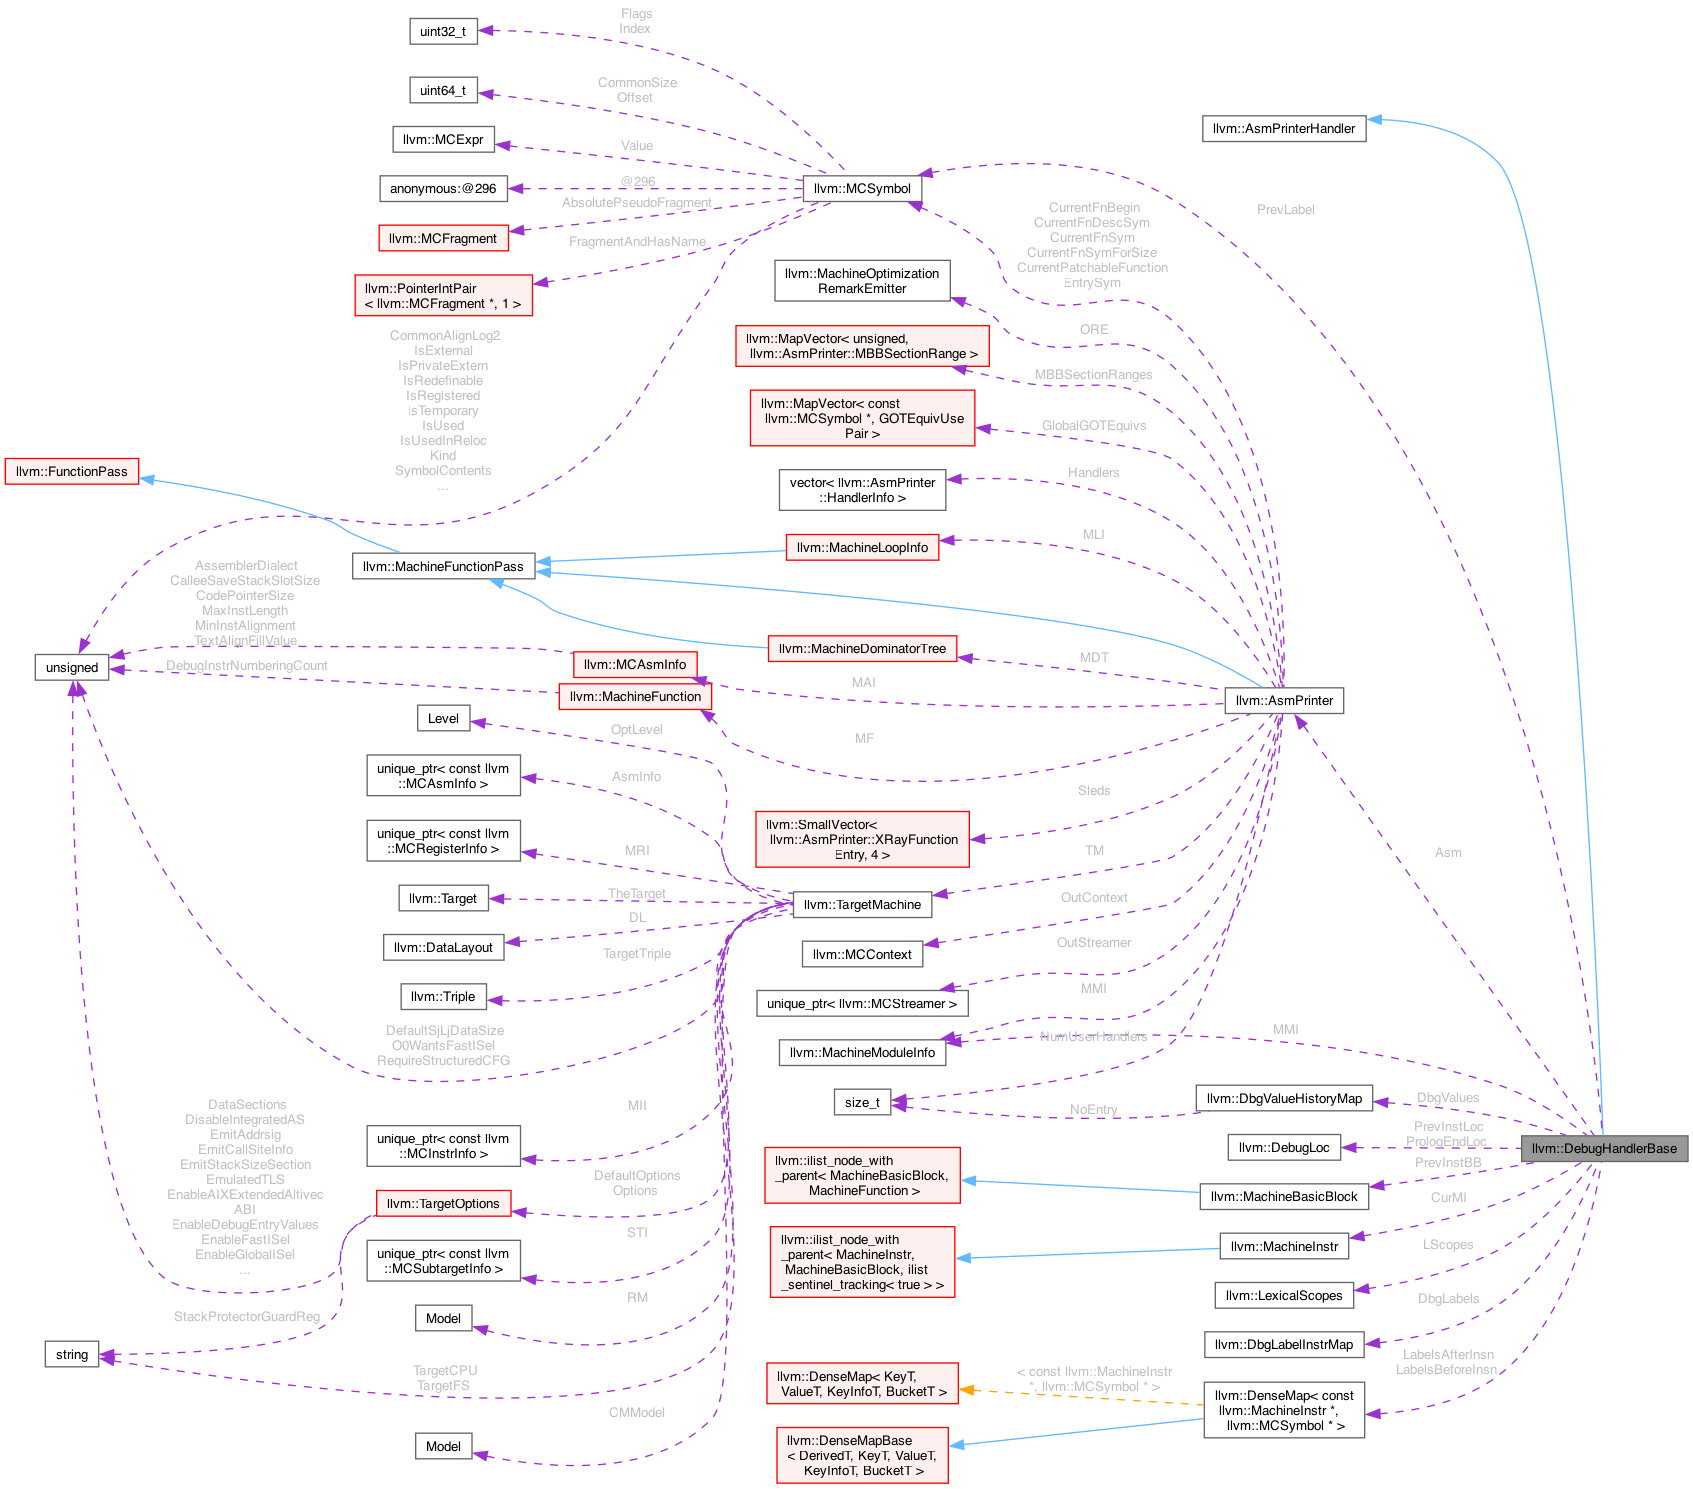 Flags
Index
uint32_t
CommonSize
Offset
uint64_t
llvm::AsmPrinterHandler
llvm::MCExpr
Value
anonymous:@296
@296
llvm::MCSymbol
AbsolutePseudoFragment
PrevLabel
CurrentFnBegin
CurrentFnDescSym
CurrentFnSym
CurrentFnSymForSize
CurrentPatchableFunction
EntrySym
llvm::MCFragment
FragmentAndHasName
llvm::PointerIntPair
< llvm::MCFragment *, 1 >
llvm::MachineOptimization
RemarkEmitter
ORE
CommonAlignLog2
IsExternal
IsPrivateExtern
IsRedefinable
IsRegistered
IsTemporary
IsUsed
IsUsedInReloc
Kind
SymbolContents
...
llvm::MapVector< unsigned,
llvm::AsmPrinter::MBBSectionRange >
MBBSectionRanges
llvm::MapVector< const
llvm::MCSymbol *, GOTEquivUse
Pair >
GlobalGOTEquivs
llvm::FunctionPass
vector< llvm::AsmPrinter
::HandlerInfo >
Handlers
llvm::MachineLoopInfo
MLI
llvm::MachineFunctionPass
AssemblerDialect
CalleeSaveStackSlotSize
CodePointerSize
MaxInstLength
MinInstAlignment
TextAlignFillValue
unsigned
DebugInstrNumberingCount
llvm::MachineDominatorTree
MDT
llvm::MCAsmInfo
MAI
llvm::MachineFunction
MF
llvm::AsmPrinter
Level
OptLevel
unique_ptr< const llvm
::MCAsmInfo >
AsmInfo
Sleds
llvm::SmallVector<
llvm::AsmPrinter::XRayFunction
Entry, 4 >
unique_ptr< const llvm
::MCRegisterInfo >
MRI
TM
Asm
llvm::Target
TheTarget
llvm::TargetMachine
OutContext
DL
llvm::DataLayout
llvm::MCContext
OutStreamer
TargetTriple
llvm::Triple
unique_ptr< llvm::MCStreamer >
MMI
DefaultSjLjDataSize
O0WantsFastISel
RequireStructuredCFG
NumUserHandlers
MMI
llvm::MachineModuleInfo
DataSections
DisableIntegratedAS
EmitAddrsig
EmitCallSiteInfo
EmitStackSizeSection
EmulatedTLS
EnableAIXExtendedAltivec
ABI
EnableDebugEntryValues
EnableFastISel
EnableGlobalISel
...
MII
size_t
NoEntry
llvm::DbgValueHistoryMap
DbgValues
unique_ptr< const llvm
::MCInstrInfo >
PrevInstLoc
PrologEndLoc
llvm::DebugLoc
llvm::DebugHandlerBase
PrevInstBB
llvm::ilist_node_with
_parent< MachineBasicBlock,
MachineFunction >
llvm::MachineBasicBlock
DefaultOptions
Options
llvm::TargetOptions
CurMI
STI
unique_ptr< const llvm
::MCSubtargetInfo >
llvm::ilist_node_with
_parent< MachineInstr,
MachineBasicBlock, ilist
_sentinel_tracking< true > >
llvm::MachineInstr
LScopes
llvm::LexicalScopes
DbgLabels
StackProtectorGuardReg
RM
Model
string
llvm::DbgLabelInstrMap
TargetCPU
TargetFS
llvm::DenseMap< KeyT,
ValueT, KeyInfoT, BucketT >
< const llvm::MachineInstr
*, llvm::MCSymbol * >
LabelsAfterInsn
LabelsBeforeInsn
llvm::DenseMap< const
llvm::MachineInstr *,
llvm::MCSymbol * >
CMModel
Model
llvm::DenseMapBase
< DerivedT, KeyT, ValueT,
KeyInfoT, BucketT >